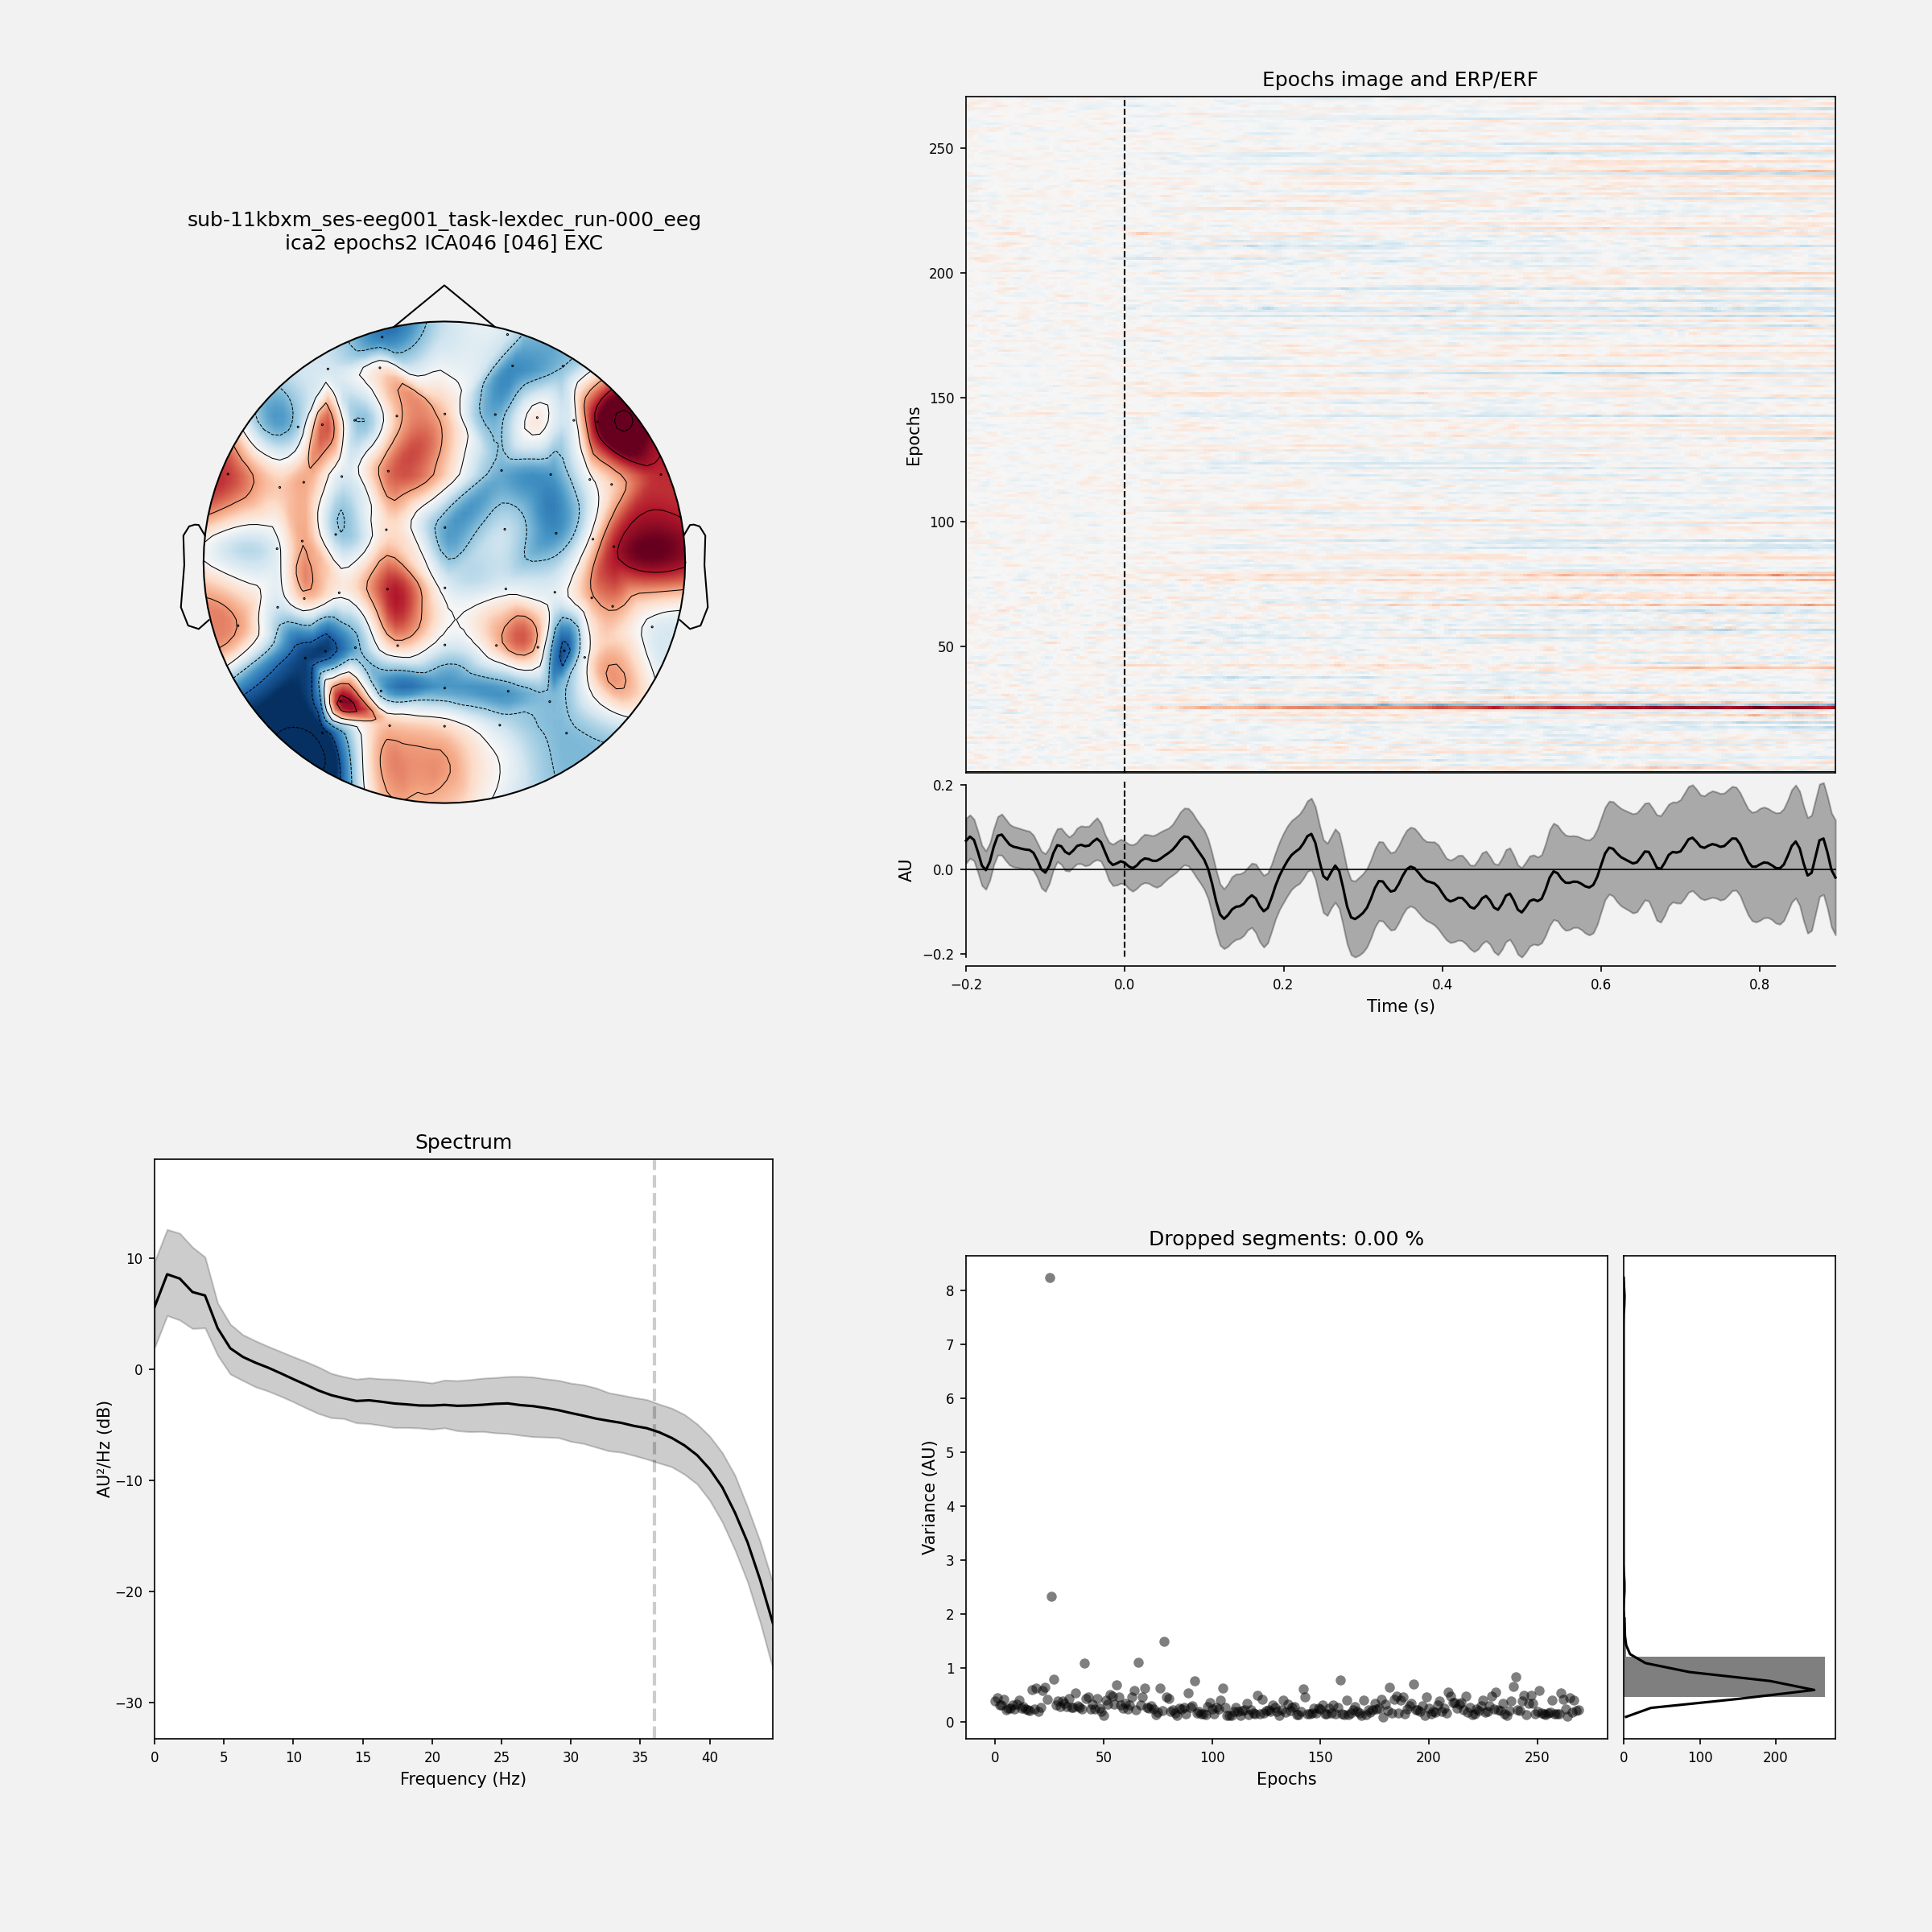 sub-11kbxm_ses-eeg001_task-lexdec_run-000_eeg
ica2 epochs2 ICA046 [046] EXC
Epochs image and ERP/ERF
Epochs
250
200
150
100
50
AU
0.2
0.0
−0.2
−0.2 0.0 0.2 0.4 0.6 0.8
Time (s)
Spectrum
AU²/Hz (dB)
10
0
−10
−20
−30
0 5 10 15 20 25 30 35 40
Frequency (Hz)
Dropped segments: 0.00 %
Variance (AU)
8
7
6
5
4
3
2
1
0
0 50 100 150 200 250
Epochs
0 100 200